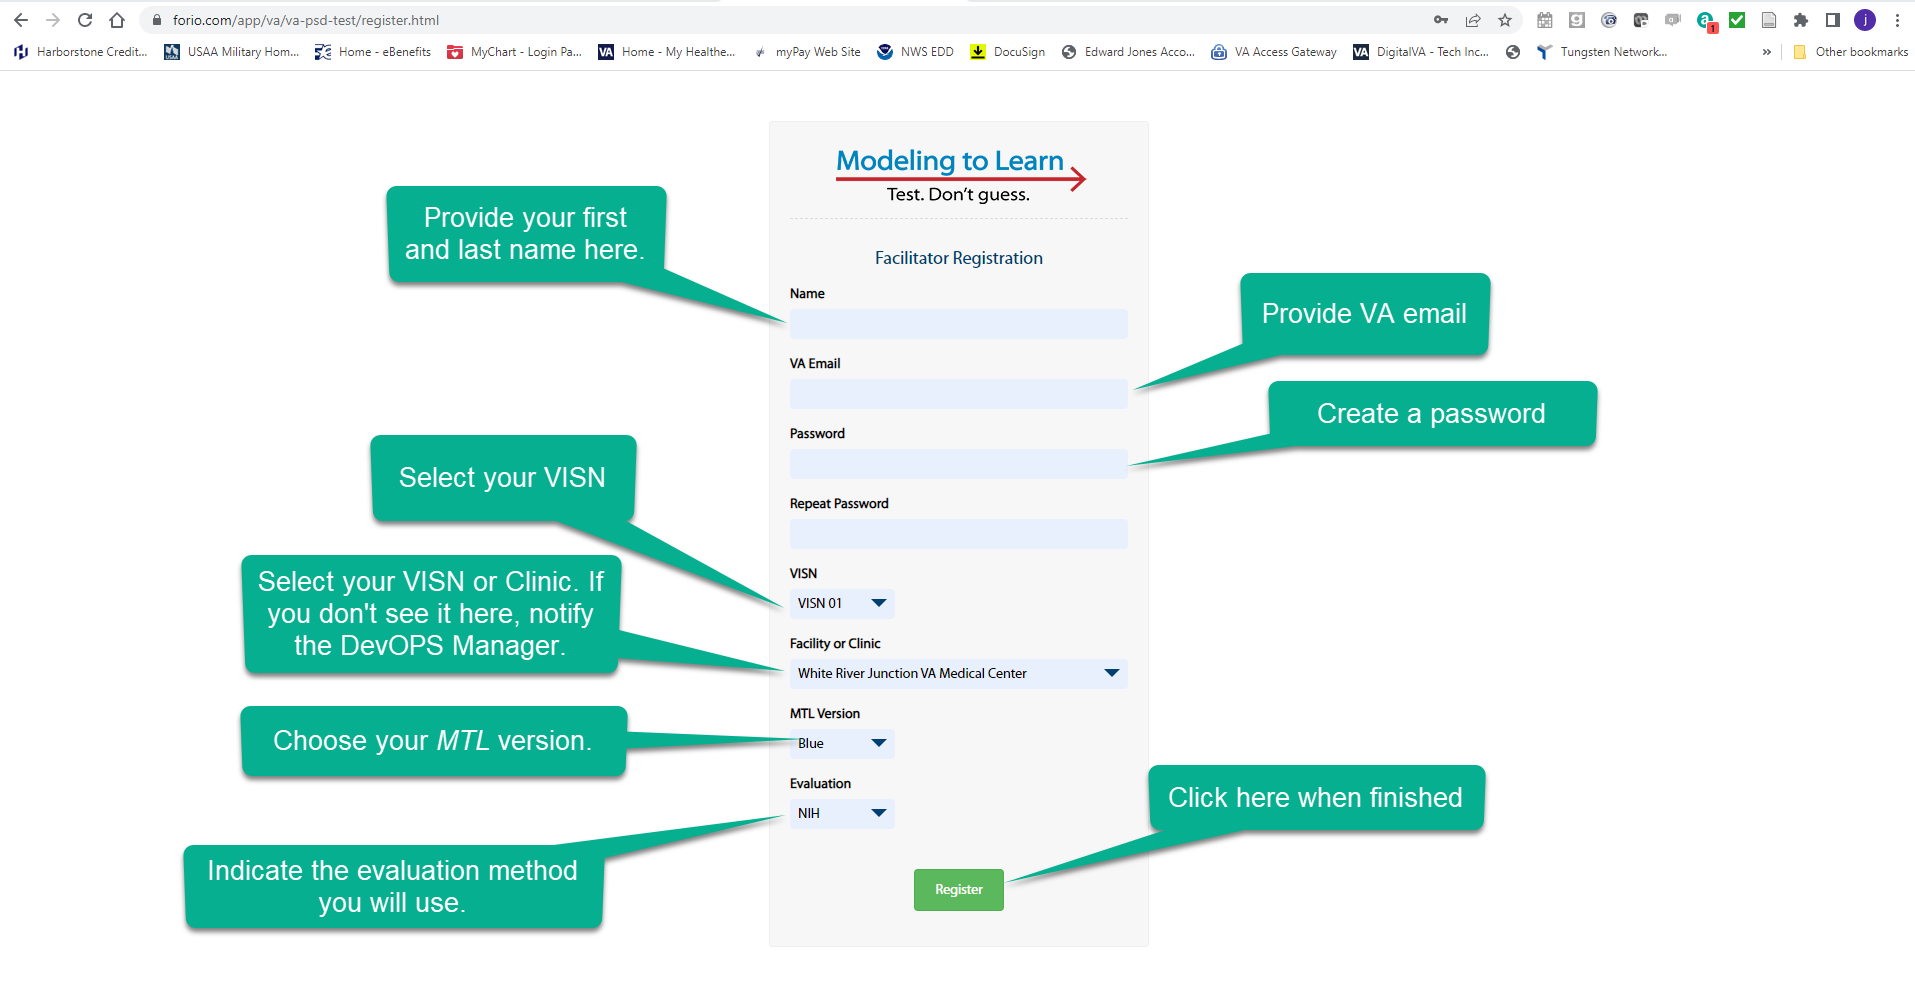 forio.com/app/va/va-psd-test/register.html
j
1
Harborstone Credit...
USAA Military Hom...
Home - eBenefits
MyChart - Login Pa...
VA
Home - My Healthe...
myPay Web Site
NWS EDD
DocuSign
Edward Jones Acco...
VA Access Gateway
VA
DigitalVA - Tech Inc...
Tungsten Network...
»
Other bookmarks
Modeling to Learn
Test. Don't guess.
Facilitator Registration
Provide your first
and last name here.
Name
Provide VA email
VA Email
Create a password
Password
Select your VISN
Repeat Password
Select your VISN or Clinic. If
you don't see it here, notify
the DevOPS Manager.
VISN
VISN 01
Facility or Clinic
White River Junction VA Medical Center
Choose your MTL version.
MTL Version
Blue
Evaluation
NIH
Click here when finished
Indicate the evaluation method
you will use.
Register